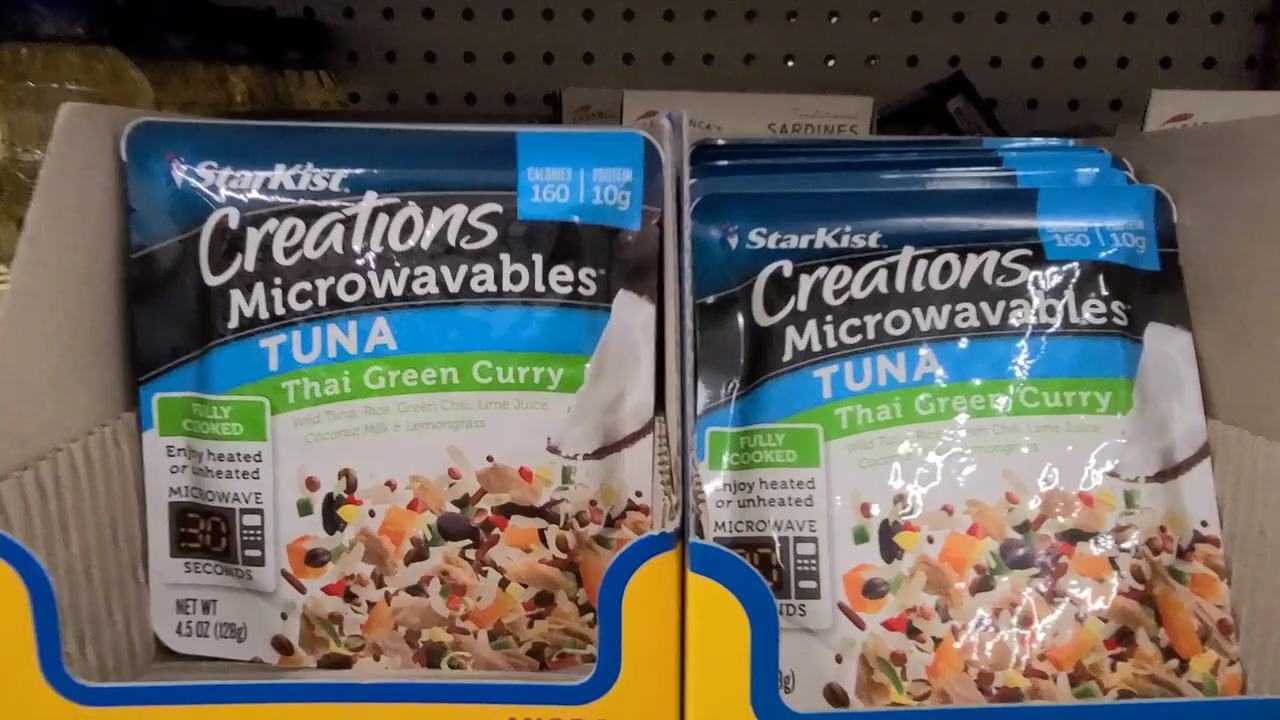 Traditional
SARDINES
StarKist
CALORIES
160
PROTEIN
10g
Creations
Microwavables
TUNA
Thai Green Curry
Wild Tuna, Rice, Green Chili, Lime Juice,
Coconut Milk & Lemongrass
FULLY
COOKED
Enjoy heated
or unheated
MICROWAVE
30
SECONDS
NET WT
4.5 OZ (128g)
StarKist
160
10g
Creations
Microwavables
TUNA
Thai Green Curry
Wild Tuna, Rice, Green Chili, Lime Juice
FULLY
COOKED
Enjoy heated
or unheated
MICROWAVE